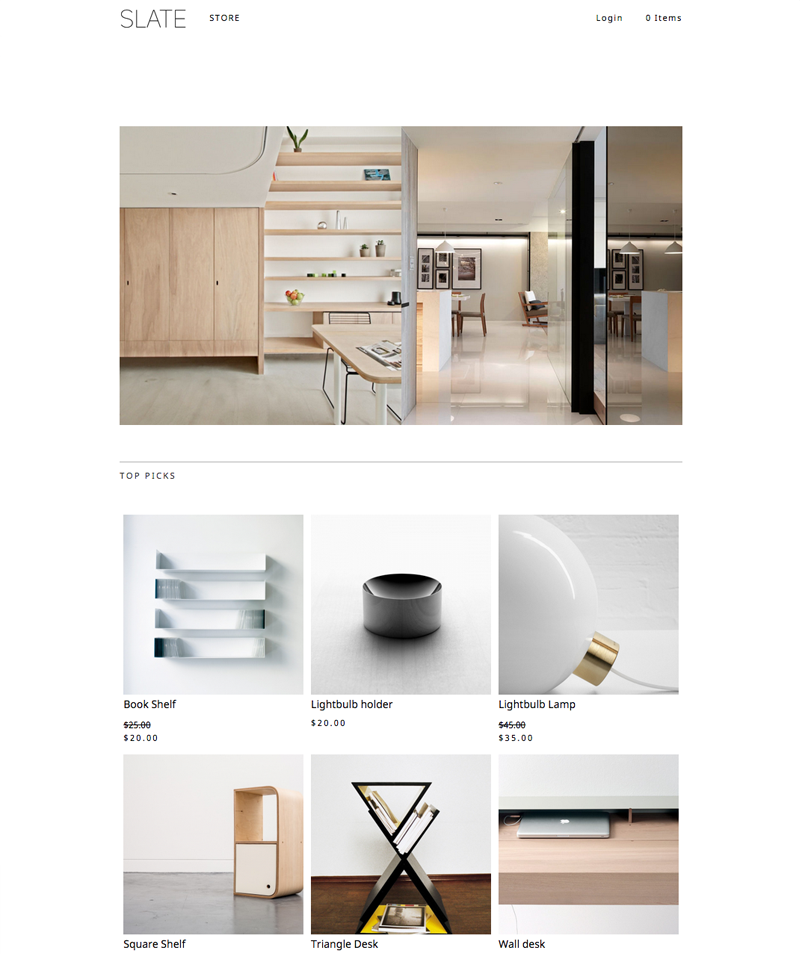 SLATE STORE Login 0 Items
TOP PICKS
Book Shelf Lightbulb holder Lightbulb Lamp
$25.00 $20.00 $45.00
$20.00 $35.00
Square Shelf Triangle Desk Wall desk